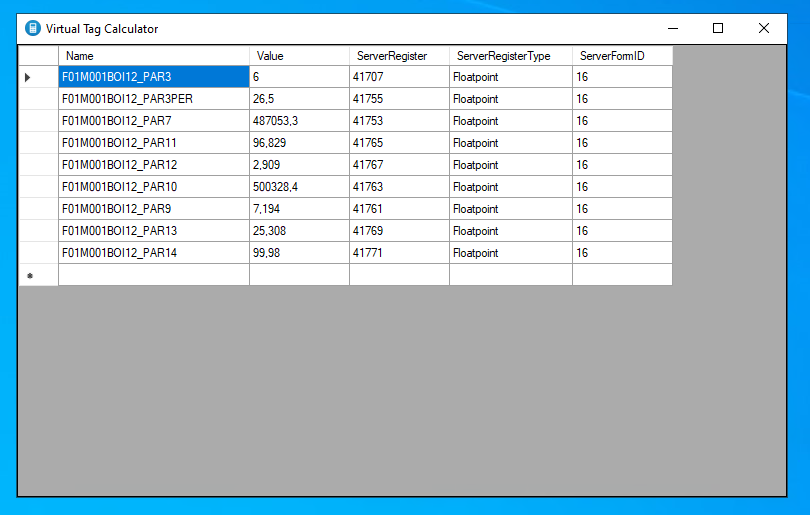 Virtual Tag Calculator
Name Value ServerRegister ServerRegisterType ServerFormID
F01M001BOI12_PAR3 6 41707 Floatpoint 16
F01M001BOI12_PAR3PER 26,5 41755 Floatpoint 16
F01M001BOI12_PAR7 487053,3 41753 Floatpoint 16
F01M001BOI12_PAR11 96,829 41765 Floatpoint 16
F01M001BOI12_PAR12 2,909 41767 Floatpoint 16
F01M001BOI12_PAR10 500328,4 41763 Floatpoint 16
F01M001BOI12_PAR9 7,194 41761 Floatpoint 16
F01M001BOI12_PAR13 25,308 41769 Floatpoint 16
F01M001BOI12_PAR14 99,98 41771 Floatpoint 16